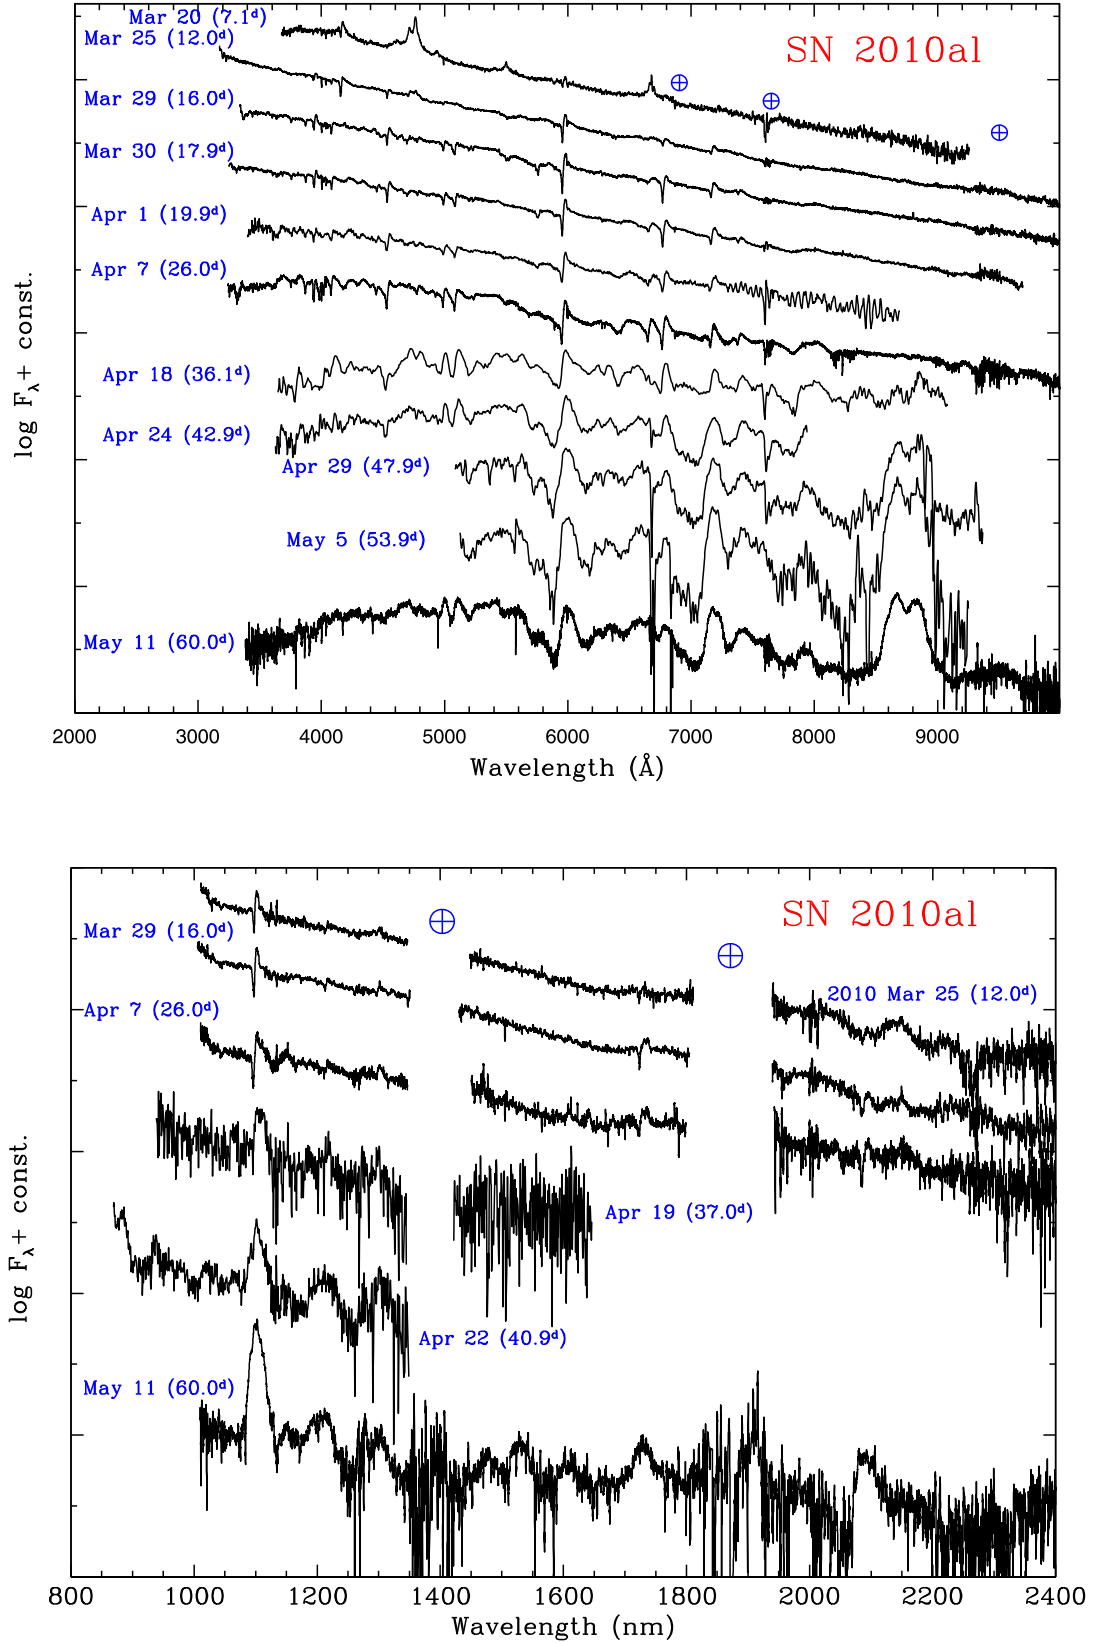 Mar 20 (7.1ᵈ)
Mar 25 (12.0ᵈ)
SN 2010al
Mar 29 (16.0ᵈ)
Mar 30 (17.9ᵈ)
Apr 1 (19.9ᵈ)
Apr 7 (26.0ᵈ)
Apr 18 (36.1ᵈ)
Apr 24 (42.9ᵈ)
Apr 29 (47.9ᵈ)
May 5 (53.9ᵈ)
May 11 (60.0ᵈ)
log F_λ + const.
2000 3000 4000 5000 6000 7000 8000 9000
Wavelength (Å)
SN 2010al
Mar 29 (16.0ᵈ)
2010 Mar 25 (12.0ᵈ)
Apr 7 (26.0ᵈ)
Apr 19 (37.0ᵈ)
Apr 22 (40.9ᵈ)
May 11 (60.0ᵈ)
log F_λ + const.
800 1000 1200 1400 1600 1800 2000 2200 2400
Wavelength (nm)